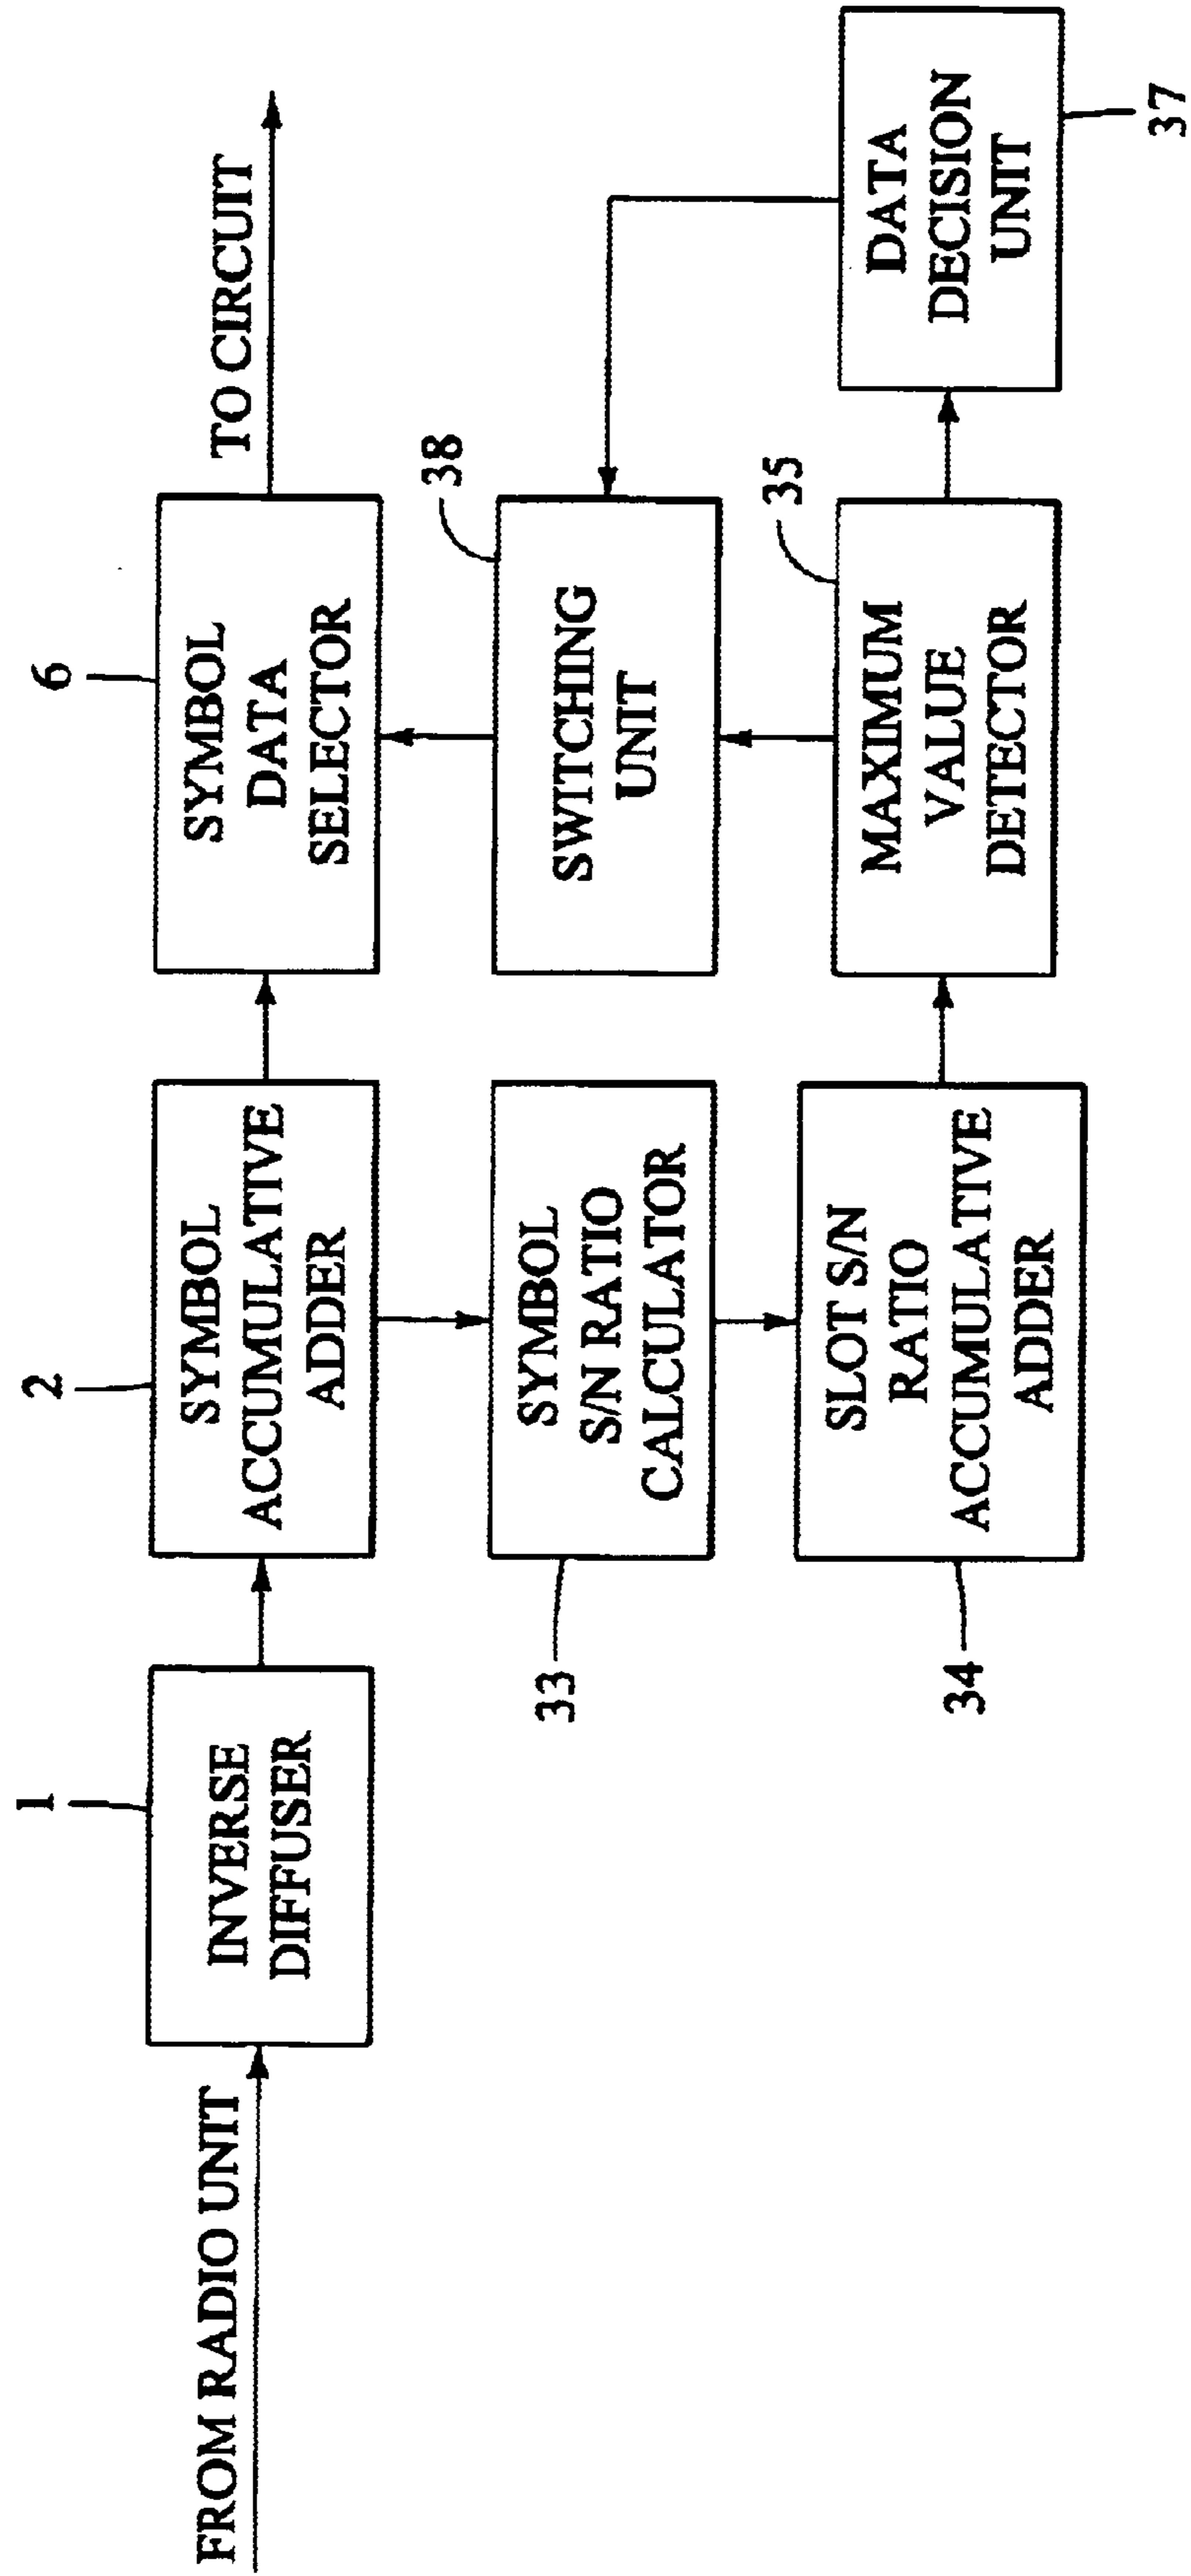 FROM RADIO UNIT
1
INVERSE
DIFFUSER
2
SYMBOL
ACCUMULATIVE
ADDER
6
SYMBOL
DATA
SELECTOR
TO CIRCUIT
33
SYMBOL
S/N RATIO
CALCULATOR
38
SWITCHING
UNIT
34
SLOT S/N
RATIO
ACCUMULATIVE
ADDER
35
MAXIMUM
VALUE
DETECTOR
37
DATA
DECISION
UNIT